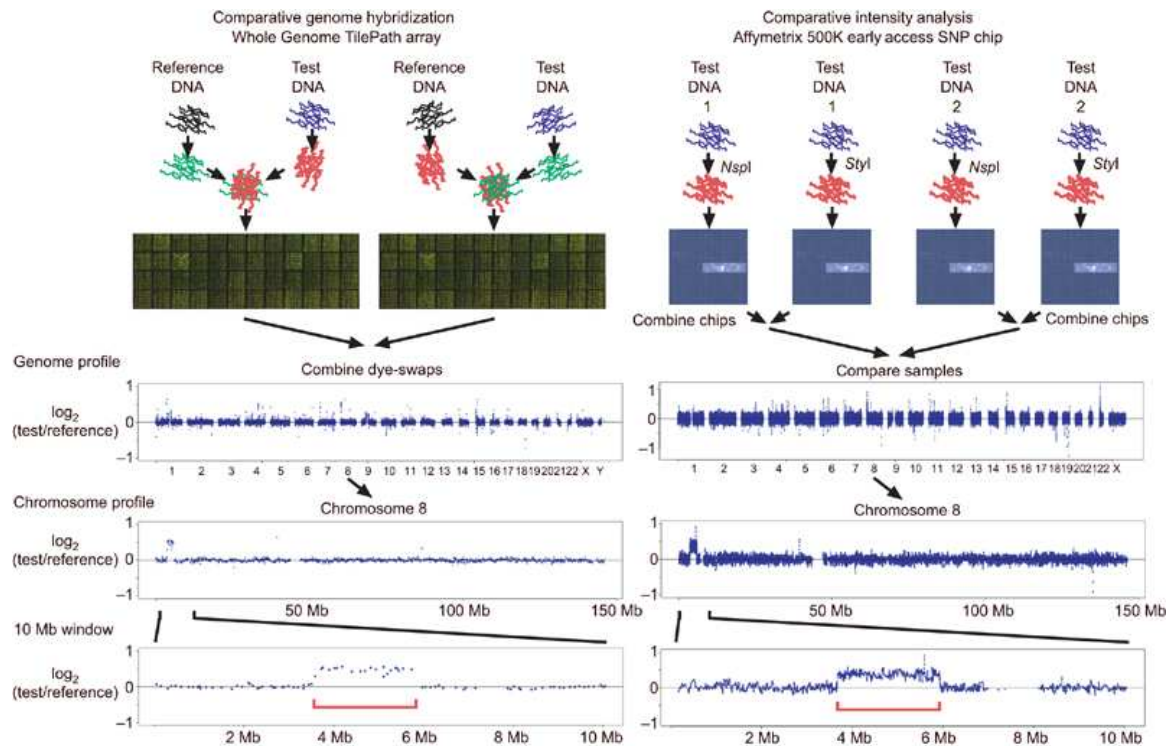 Comparative genome hybridization
Whole Genome TilePath array
Reference DNA
Test DNA
Reference DNA
Test DNA
Comparative intensity analysis
Affymetrix 500K early access SNP chip
Test DNA 1
Test DNA 1
Test DNA 2
Test DNA 2
NspI
StyI
NspI
StyI
Combine chips
Combine chips
Genome profile
Combine dye-swaps
Compare samples
log2
(test/reference)
1
0
–1
1 2 3 4 5 6 7 8 9 10 11 12 13 14 15 16 17 18 19 20 21 22 X Y
1
0
–1
1 2 3 4 5 6 7 8 9 10 11 12 13 14 15 16 17 18 19 20 21 22 X
Chromosome profile
Chromosome 8
Chromosome 8
log2
(test/reference)
1
0
–1
50 Mb 100 Mb 150 Mb
1
0
–1
50 Mb 100 Mb 150 Mb
10 Mb window
log2
(test/reference)
1
0
–1
2 Mb 4 Mb 6 Mb 8 Mb 10 Mb
1
0
–1
2 Mb 4 Mb 6 Mb 8 Mb 10 Mb